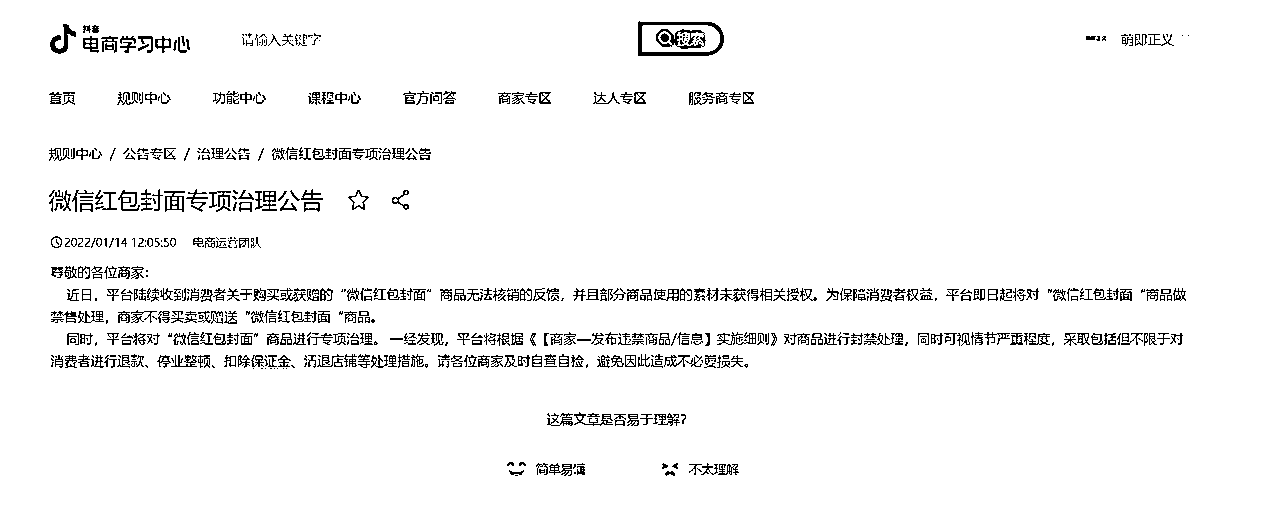 抖音
电商学习中心 请输入关键字 搜索 萌即正义
首页 规则中心 功能中心 课程中心 官方问答 商家专区 达人专区 服务商专区
规则中心 / 公告专区 / 治理公告 / 微信红包封面专项治理公告
微信红包封面专项治理公告
2022/01/14 12:05:50 电商运营团队
尊敬的各位商家：
近日，平台陆续收到消费者关于购买或获赠的“微信红包封面”商品无法核销的反馈，并且部分商品使用的素材未获得相关授权。为保障消费者权益，平台即日起将对“微信红包封面“商品做
禁售处理，商家不得买卖或赠送“微信红包封面“商品。
同时，平台将对“微信红包封面”商品进行专项治理。一经发现，平台将根据《【商家—发布违禁商品/信息】实施细则》对商品进行封禁处理，同时可视情节严重程度，采取包括但不限于对
消费者进行退款、停业整顿、扣除保证金、清退店铺等处理措施。请各位商家及时自查自检，避免因此造成不必要损失。
这篇文章是否易于理解？
简单易懂 不太理解